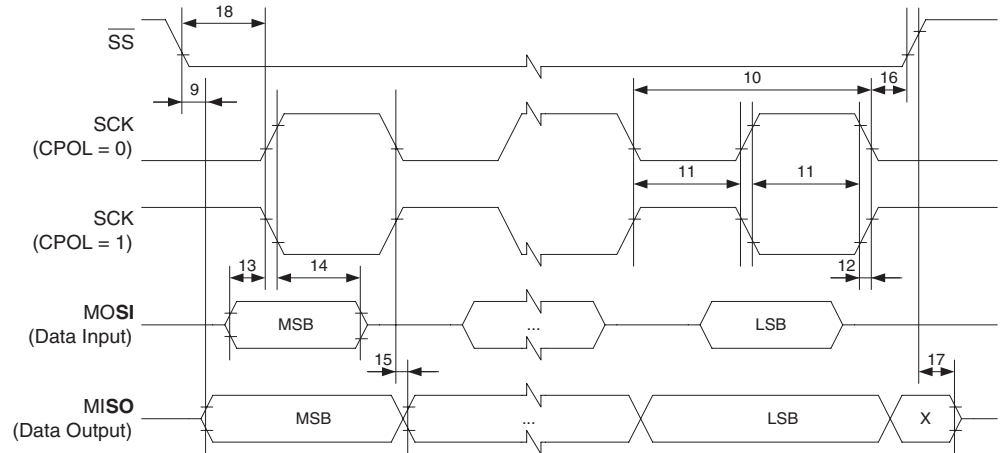 18
SS
9
10
16
SCK
(CPOL = 0)
11
11
SCK
(CPOL = 1)
13
14
12
MOSI
(Data Input)
MSB
...
LSB
15
17
MISO
(Data Output)
MSB
...
LSB
X